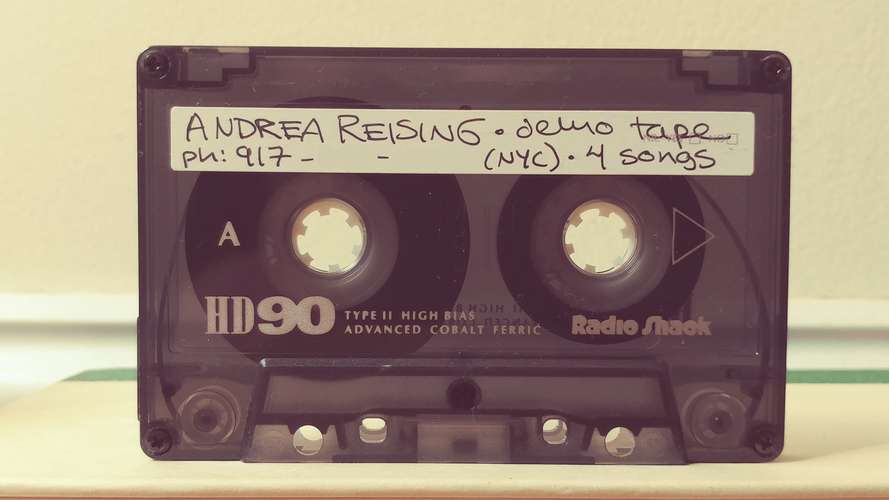 ANDREA REISING • demo tape
ph: 917 -     -     (NYC) • 4 songs
A
HD90 TYPE II HIGH BIAS
ADVANCED COBALT FERRIC
Radio Shack